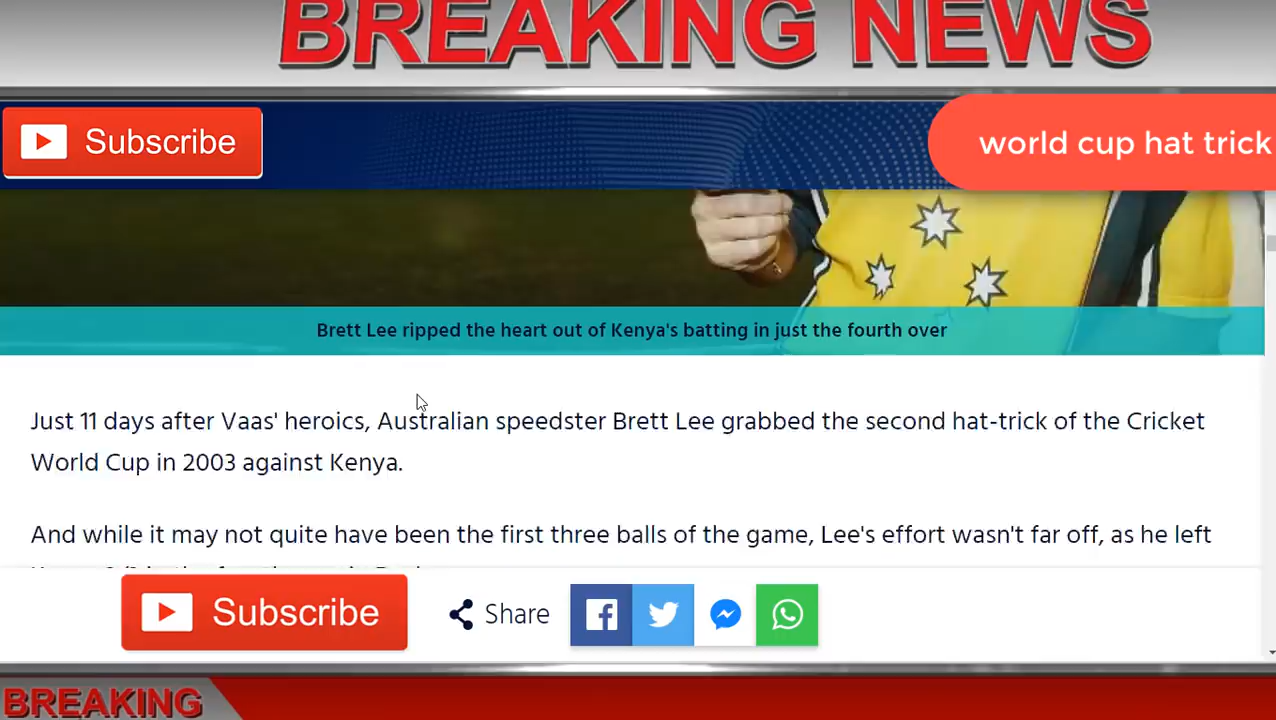 BREAKING NEWS
Subscribe
world cup hat trick
Brett Lee ripped the heart out of Kenya's batting in just the fourth over
Just 11 days after Vaas' heroics, Australian speedster Brett Lee grabbed the second hat-trick of the Cricket
World Cup in 2003 against Kenya.
And while it may not quite have been the first three balls of the game, Lee's effort wasn't far off, as he left
Subscribe
Share
BREAKING